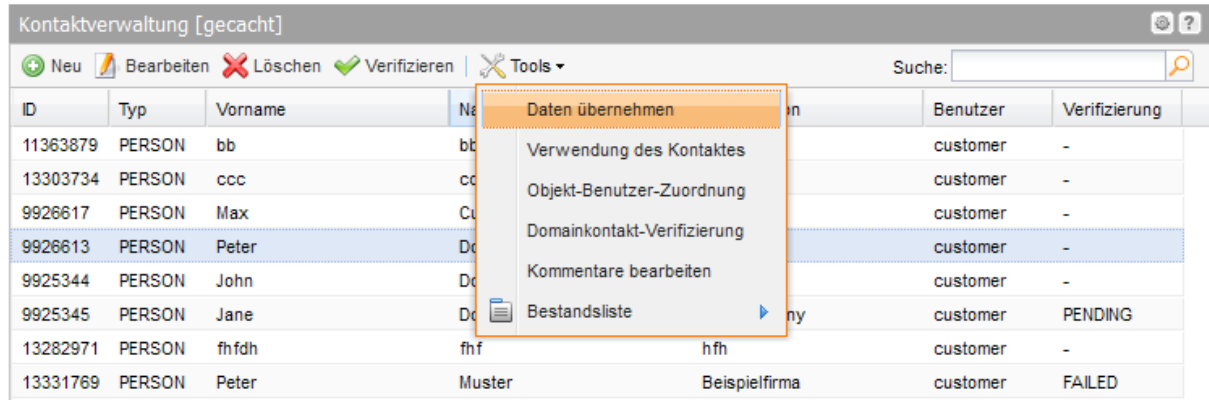 Kontaktverwaltung [gecacht]
Neu Bearbeiten Löschen Verifizieren Tools Suche:
ID Typ Vorname Na Daten übernehmen on Benutzer Verifizierung
11363879 PERSON bb bb customer -
Verwendung des Kontaktes
13303734 PERSON ccc cc customer -
Objekt-Benutzer-Zuordnung
9926617 PERSON Max Cu customer -
Domainkontakt-Verifizierung
9926613 PERSON Peter Do customer -
Kommentare bearbeiten
9925344 PERSON John Do customer -
9925345 PERSON Jane Do Bestandsliste ny customer PENDING
13282971 PERSON fhfdh fhf hfh customer -
13331769 PERSON Peter Muster Beispielfirma customer FAILED